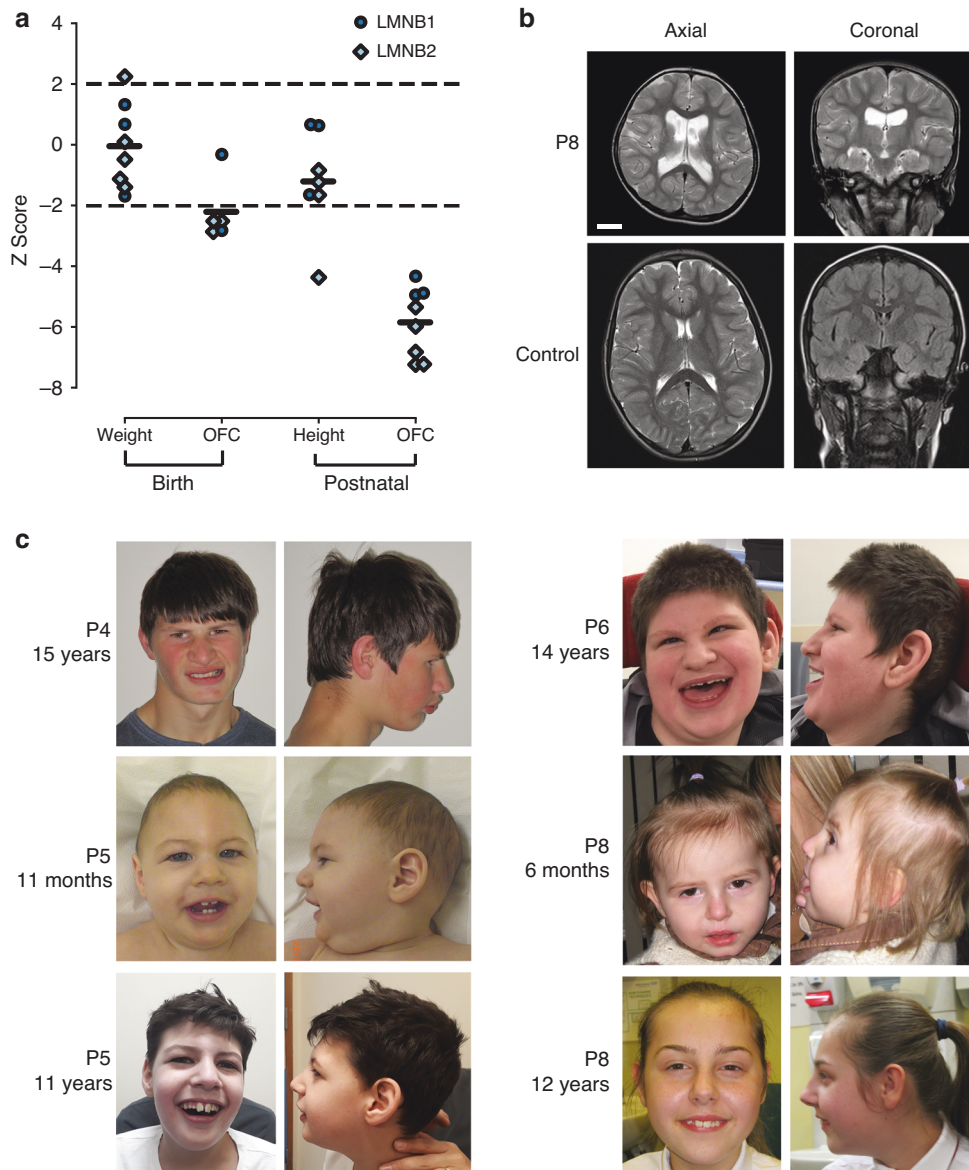 a
4
2
0
−2
−4
−6
−8
Z Score
LMNB1
LMNB2
Weight
OFC
Height
OFC
Birth
Postnatal
b
Axial
Coronal
P8
Control
c
P4
15 years
P5
11 months
P5
11 years
P6
14 years
P8
6 months
P8
12 years